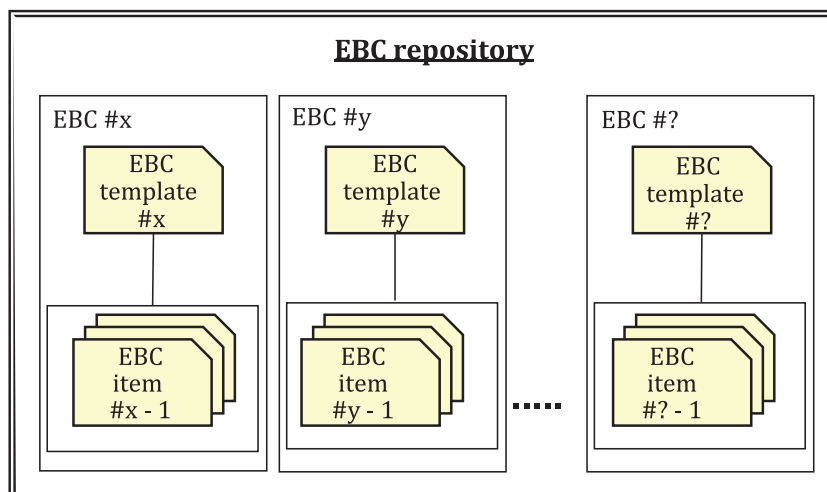 EBC repository
EBC #x
EBC
template
#x
EBC
item
#x - 1
EBC #y
EBC
template
#y
EBC
item
#y - 1
EBC #?
EBC
template
#?
EBC
item
#? - 1